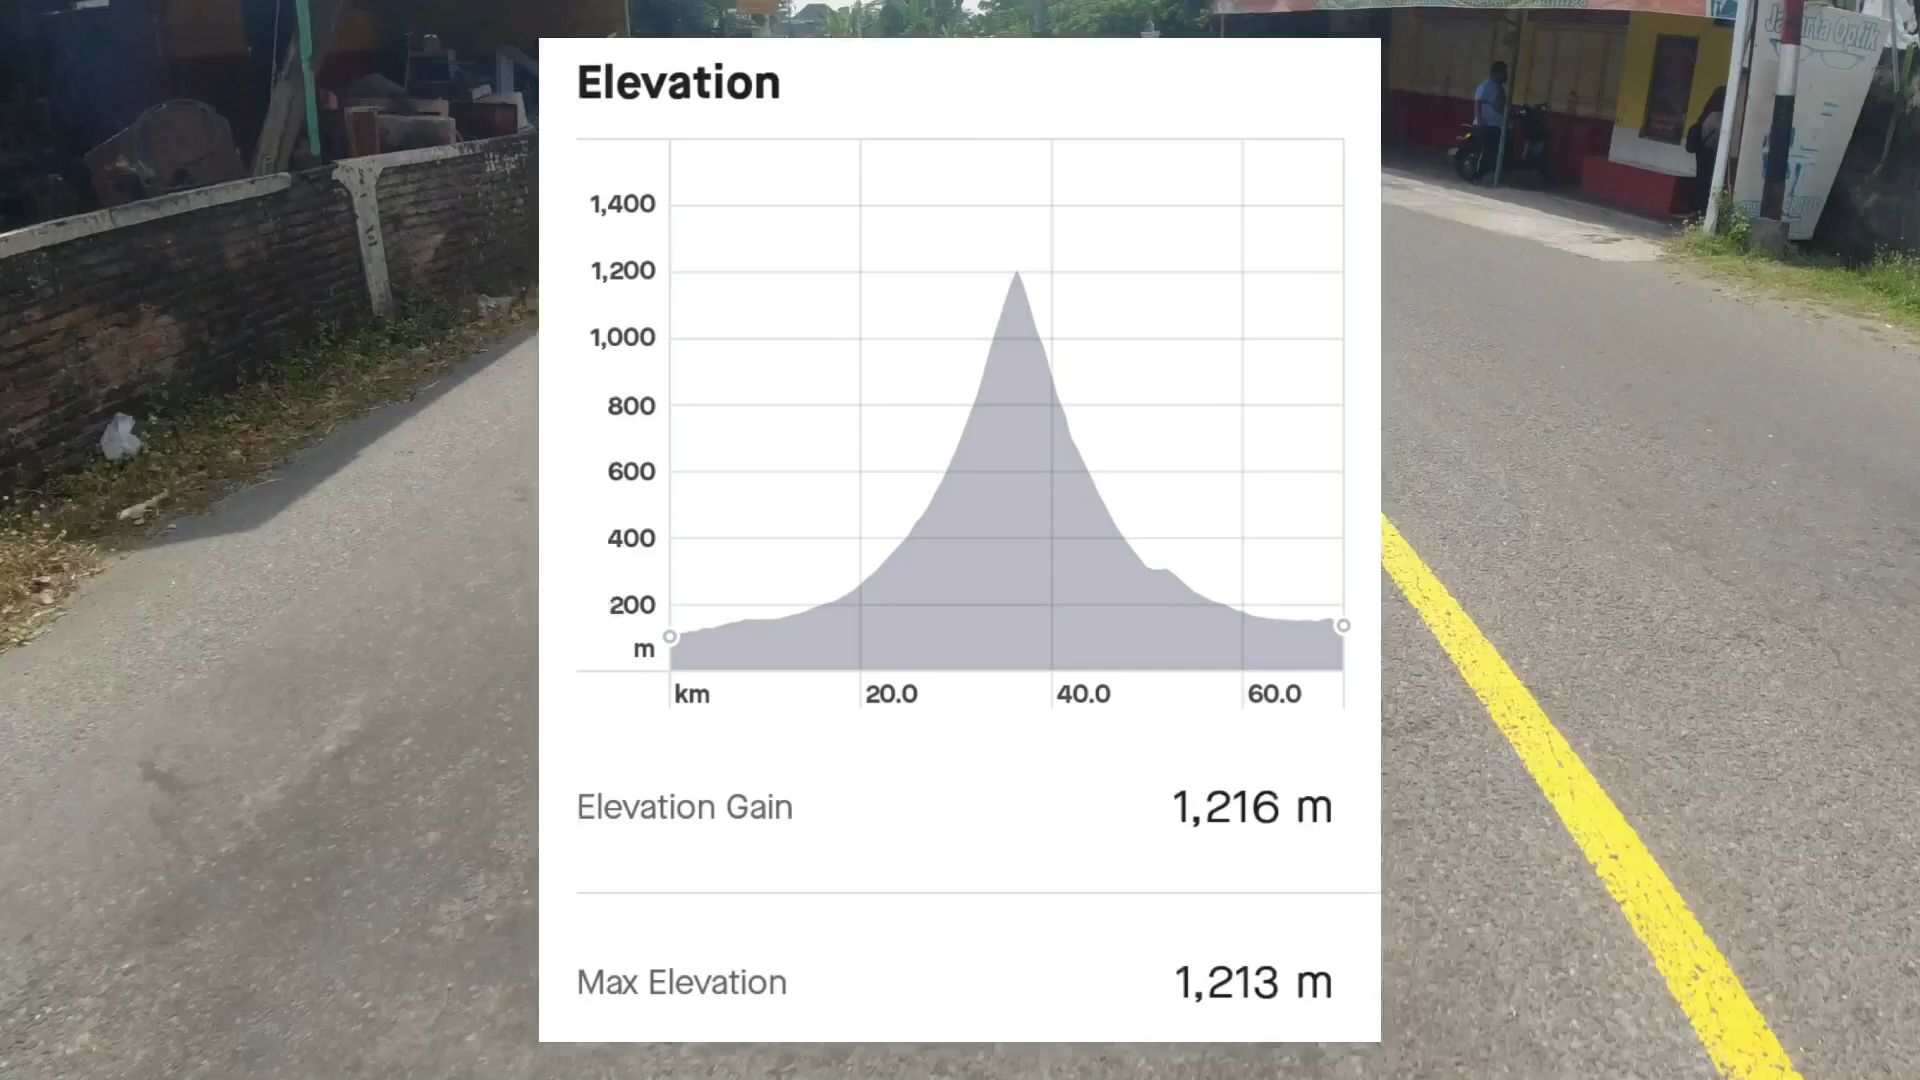 Elevation
1,400
1,200
1,000
800
600
400
200
m
km 20.0 40.0 60.0
Elevation Gain 1,216 m
Max Elevation 1,213 m
Optik